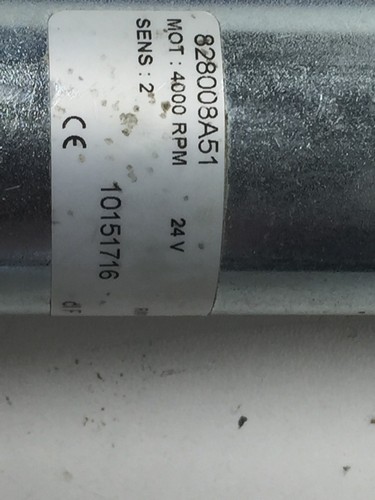 828008A51
MOT : 4000 RPM 24 V
SENS : 2
10151716
CE